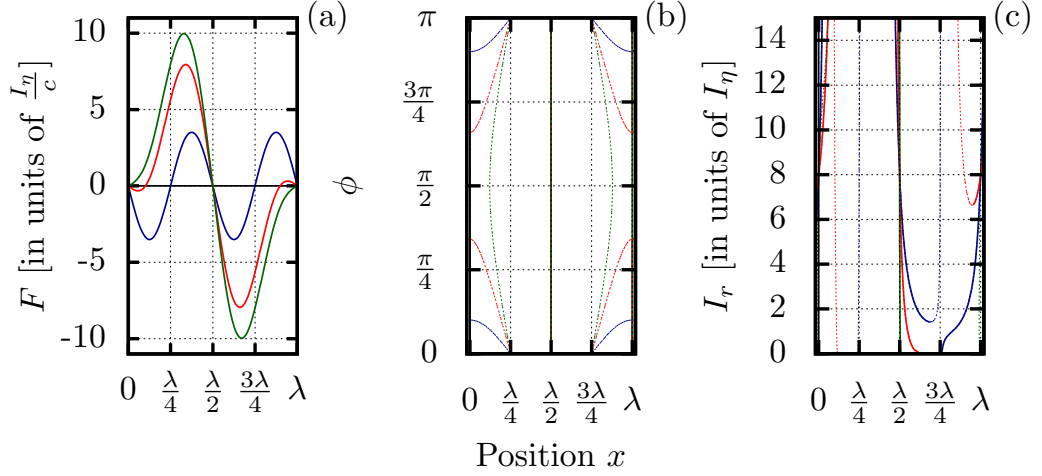 (a)
(b)
(c)
F [in units of I_η/c]
10
5
0
-5
-10
0 λ/4 λ/2 3λ/4 λ
ϕ
π
3π/4
π/2
π/4
0
0 λ/4 λ/2 3λ/4 λ
I_r [in units of I_η]
14
12
10
8
6
4
2
0
0 λ/4 λ/2 3λ/4 λ
Position x